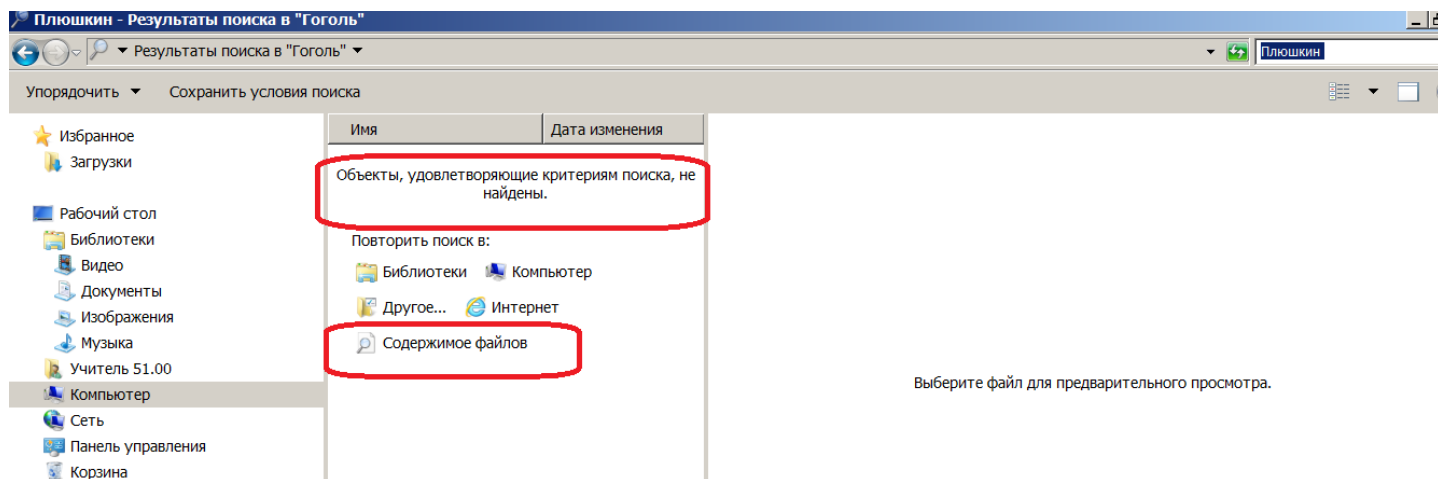 Плюшкин - Результаты поиска в "Гоголь"
Результаты поиска в "Гоголь"
Плюшкин
Упорядочить
Сохранить условия поиска
Избранное
Загрузки
Рабочий стол
Библиотеки
Видео
Документы
Изображения
Музыка
Учитель 51.00
Компьютер
Сеть
Панель управления
Корзина
Имя
Дата изменения
Объекты, удовлетворяющие критериям поиска, не
найдены.
Повторить поиск в:
Библиотеки
Компьютер
Другое...
Интернет
Содержимое файлов
Выберите файл для предварительного просмотра.